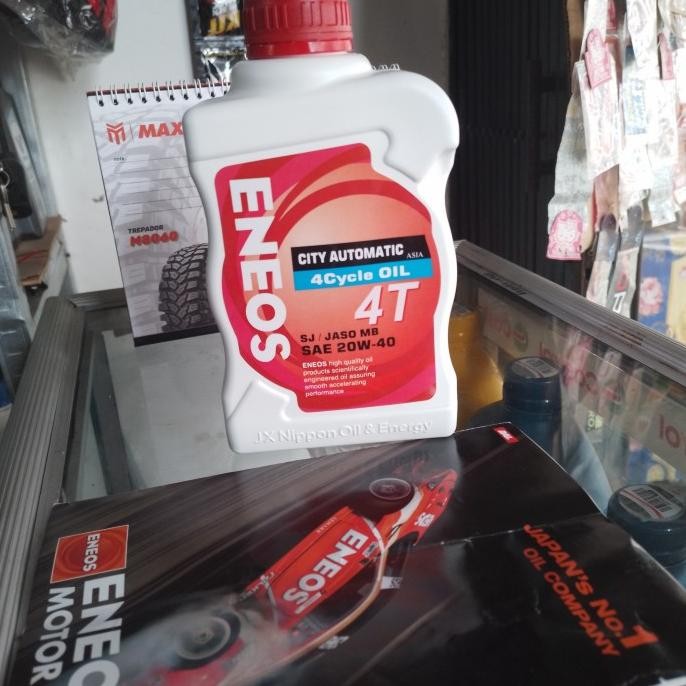 MAX
TREPADOR
M8060
ENEOS
CITY AUTOMATIC ASIA
4Cycle OIL
4T
SJ / JASO MB
SAE 20W-40
ENEOS high quality oil
products scientifically
engineered oil assuring
smooth accelerating
performance
JX Nippon Oil & Energy
ENEOS
ENEOS
MOTOR
ENEOS
JAPAN'S No.1
OIL COMPANY